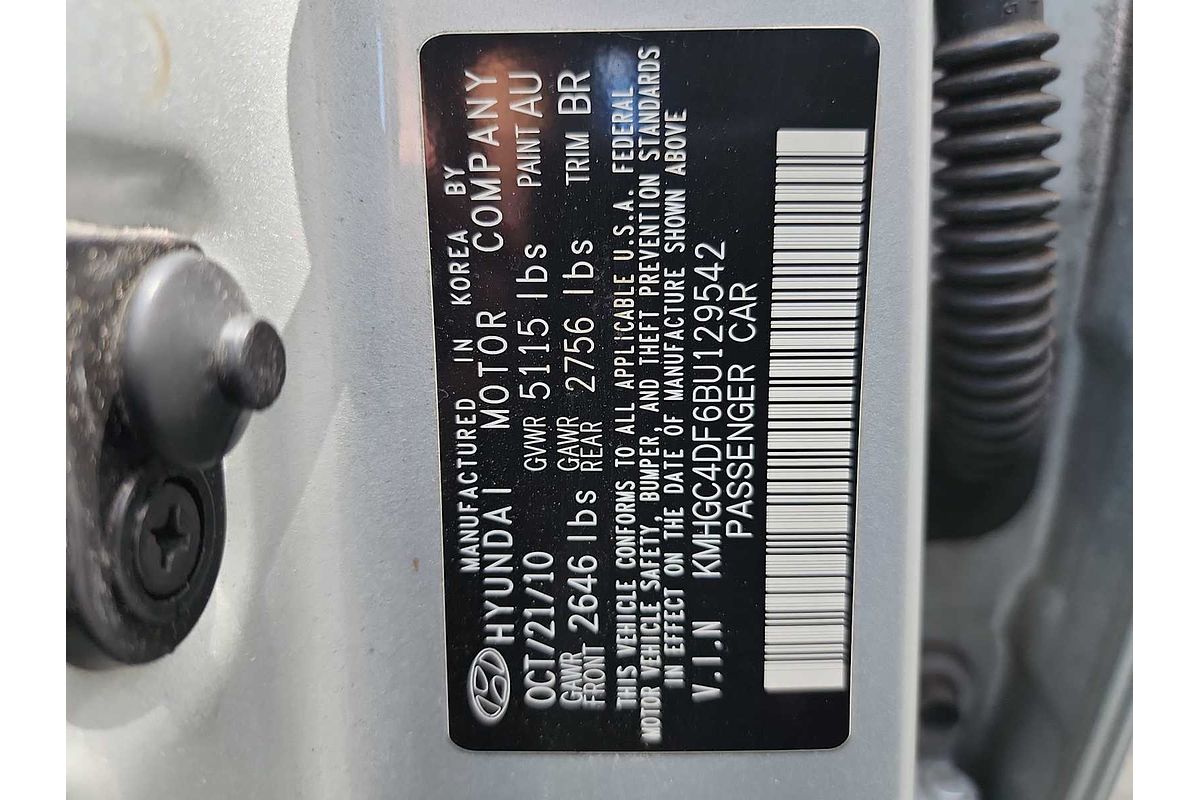 MANUFACTURED IN KOREA BY
HYUNDAI MOTOR COMPANY
OCT/21/10 GVWR 5115 lbs PAINT AU
GAWR FRONT 2646 lbs GAWR REAR 2756 lbs TRIM BR
THIS VEHICLE CONFORMS TO ALL APPLICABLE U.S.A. FEDERAL
MOTOR VEHICLE SAFETY, BUMPER, AND THEFT PREVENTION STANDARDS
IN EFFECT ON THE DATE OF MANUFACTURE SHOWN ABOVE
V.I.N KMHGC4DF6BU129542
PASSENGER CAR